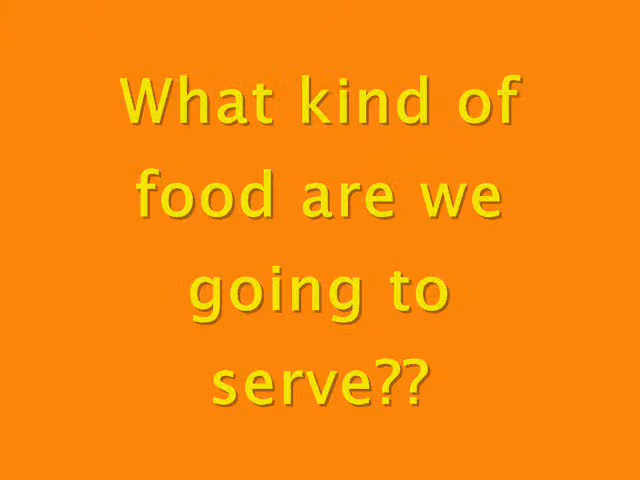 What kind of
food are we
going to
serve??